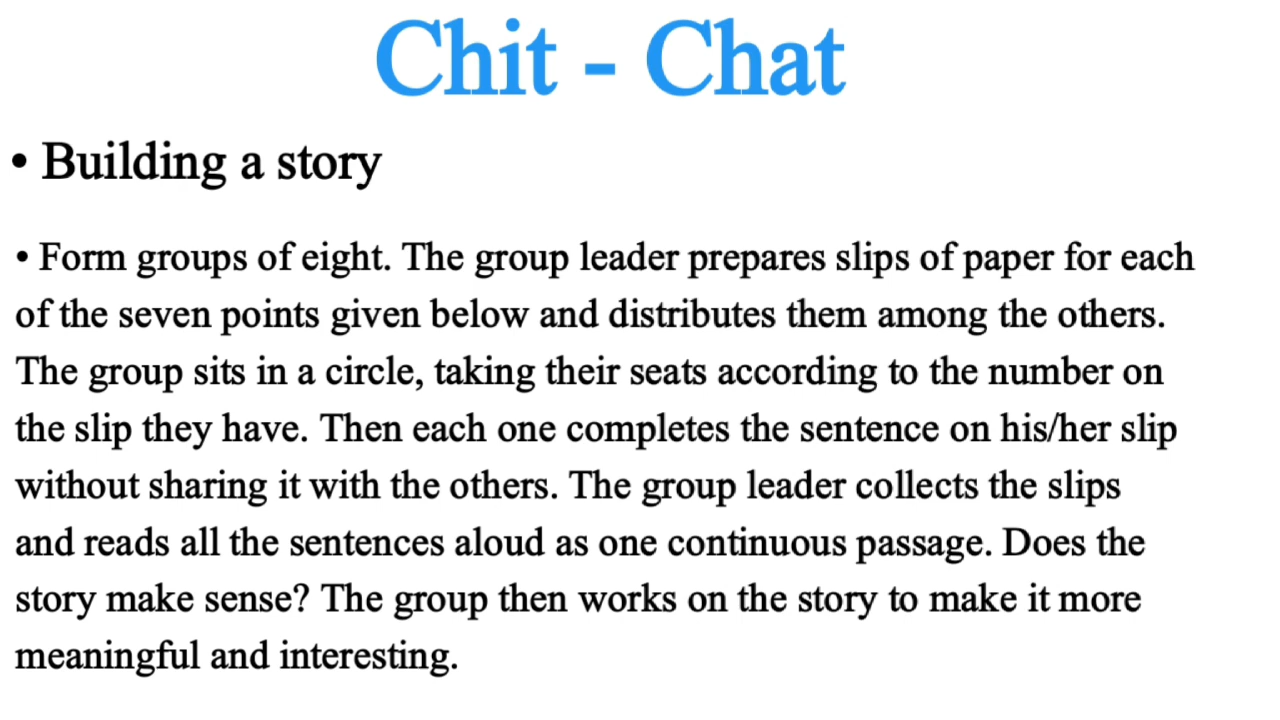 Chit - Chat
• Building a story
• Form groups of eight. The group leader prepares slips of paper for each
of the seven points given below and distributes them among the others.
The group sits in a circle, taking their seats according to the number on
the slip they have. Then each one completes the sentence on his/her slip
without sharing it with the others. The group leader collects the slips
and reads all the sentences aloud as one continuous passage. Does the
story make sense? The group then works on the story to make it more
meaningful and interesting.